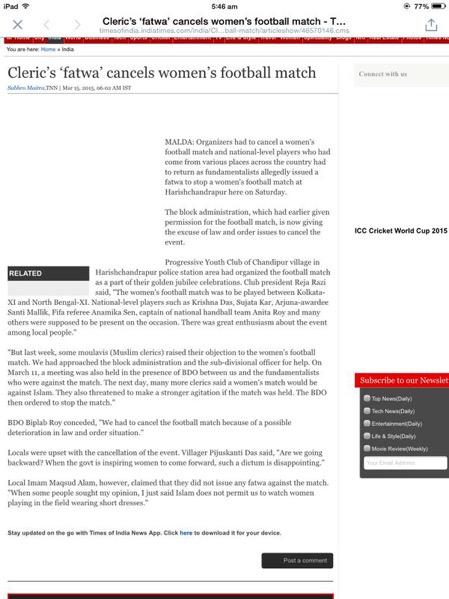 iPad
5:46 am
77%
Cleric's 'fatwa' cancels women's football match - T...
timesofindia.indiatimes.com/india/Cl...ball-match/articleshow/46570146.cms
You are here: Home » India
Cleric's 'fatwa' cancels women's football match
Subhro Maitra,TNN | Mar 15, 2015, 06.02 AM IST
Connect with us
MALDA: Organizers had to cancel a women's
football match and national-level players who had
come from various places across the country had
to return as fundamentalists allegedly issued a
fatwa to stop a women's football match at
Harishchandrapur here on Saturday.
The block administration, which had earlier given
permission for the football match, is now giving
the excuse of law and order issues to cancel the
event.
ICC Cricket World Cup 2015
RELATED
Progressive Youth Club of Chandipur village in
Harishchandrapur police station area had organized the football match
as a part of their golden jubilee celebrations. Club president Reja Razi
said, "The women's football match was to be played between Kolkata-
XI and North Bengal-XI. National-level players such as Krishna Das, Sujata Kar, Arjuna-awardee
Santi Mallik, Fifa referee Anamika Sen, captain of national handball team Anita Roy and many
others were supposed to be present on the occasion. There was great enthusiasm about the event
among local people."
"But last week, some moulavis (Muslim clerics) raised their objection to the women's football
match. We had approached the block administration and the sub-divisional officer for help. On
March 11, a meeting was also held in the presence of BDO between us and the fundamentalists
who were against the match. The next day, many more clerics said a women's match would be
against Islam. They also threatened to make a stronger agitation if the match was held. The BDO
then ordered to stop the match."
BDO Biplab Roy conceded, "We had to cancel the football match because of a possible
deterioration in law and order situation."
Locals were upset with the cancellation of the event. Villager Pijuskanti Das said, "Are we going
backward? When the govt is inspiring women to come forward, such a dictum is disappointing."
Local Imam Maqsud Alam, however, claimed that they did not issue any fatwa against the match.
"When some people sought my opinion, I just said Islam does not permit us to watch women
playing in the field wearing short dresses."
Subscribe to our Newslet
Top News(Daily)
Tech News(Daily)
Entertainment(Daily)
Life & Style(Daily)
Movie Review(Weekly)
Your Email Address
Stay updated on the go with Times of India News App. Click here to download it for your device.
Post a comment